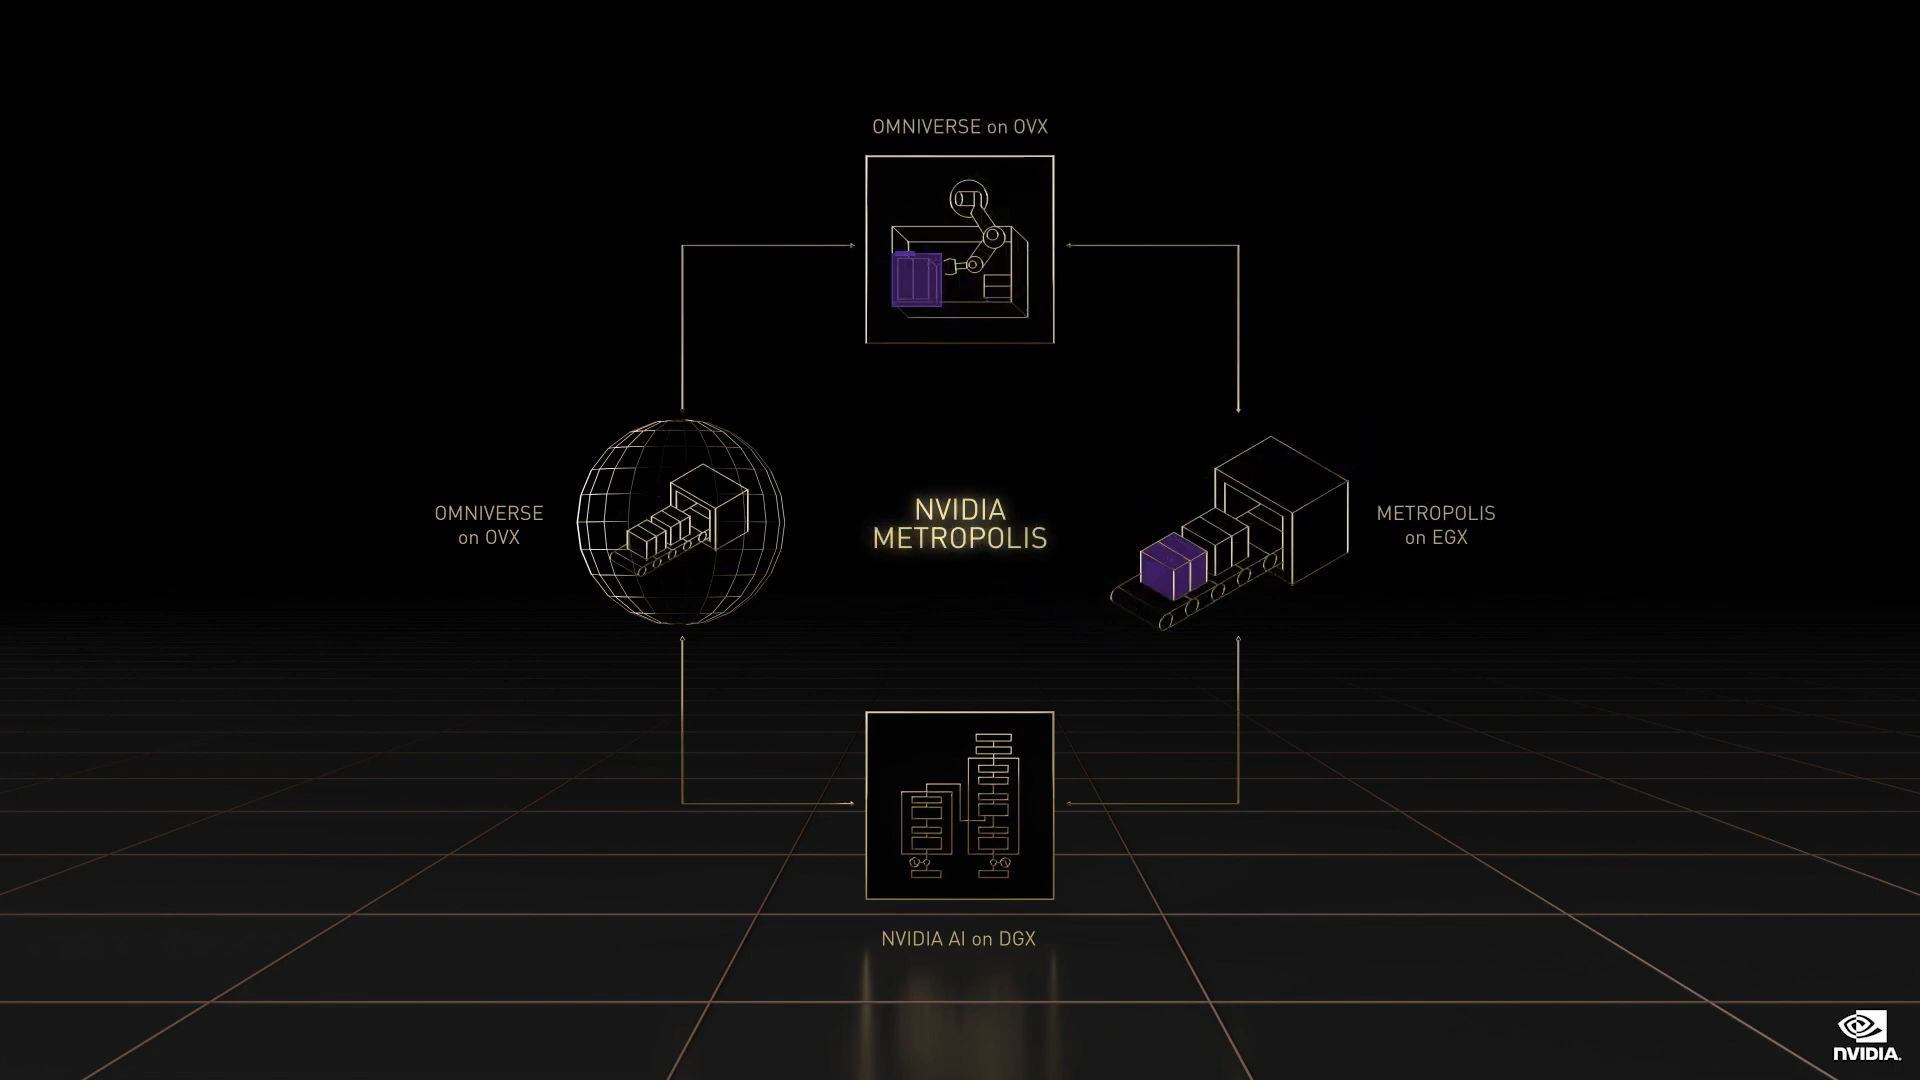 OMNIVERSE on OVX
OMNIVERSE
on OVX
NVIDIA
METROPOLIS
METROPOLIS
on EGX
NVIDIA AI on DGX
NVIDIA.